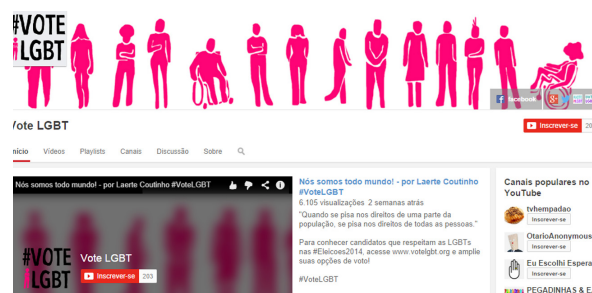 #VOTE
LGBT
facebook
Vote LGBT
Inscrever-se
Início Vídeos Playlists Canais Discussão Sobre
Nós somos todo mundo! - por Laerte Coutinho #VoteLGBT
#VOTE
LGBT
Vote LGBT
Inscrever-se 203
Nós somos todo mundo! - por Laerte Coutinho
#VoteLGBT
6.105 visualizações 2 semanas atrás
"Quando se pisa nos direitos de uma parte da
população, se pisa nos direitos de todas as pessoas."
Para conhecer candidatos que respeitam as LGBTs
nas #Eleicoes2014, acesse www.votelgbt.org e amplie
suas opções de voto!
#VoteLGBT
Canais populares no
YouTube
tvhempadao
Inscrever-se
OtarioAnonymous
Inscrever-se
Eu Escolhi Espera
Inscrever-se
PEGADINHAS & E